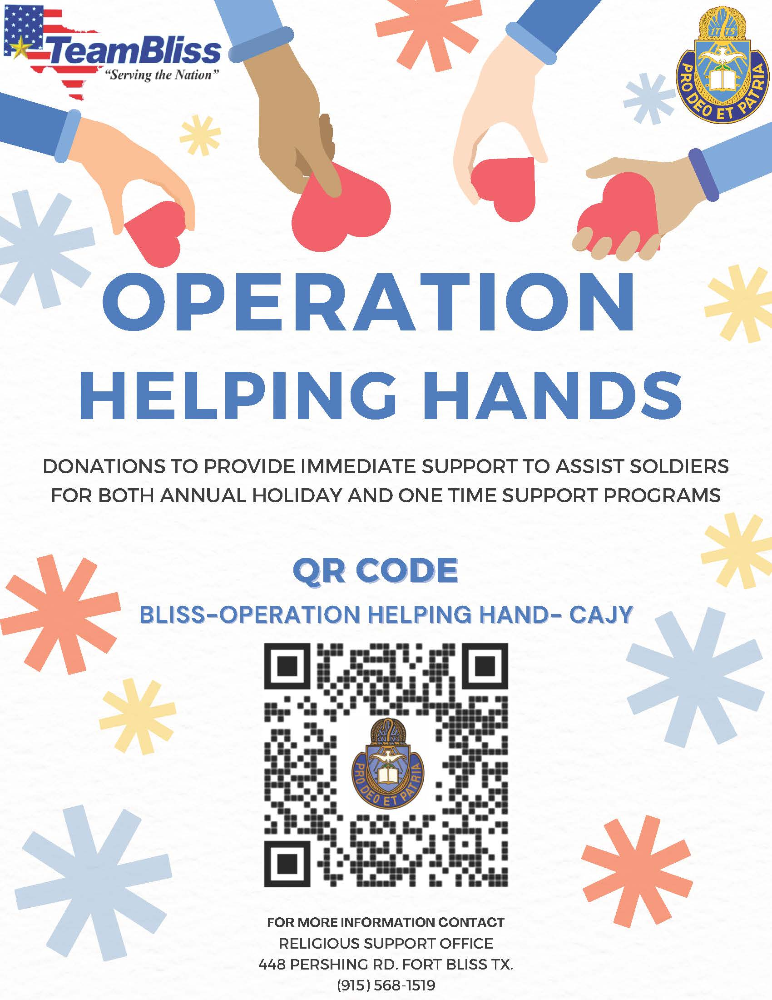 TeamBliss
“Serving the Nation”
1775
PRO DEO ET PATRIA
OPERATION
HELPING HANDS
DONATIONS TO PROVIDE IMMEDIATE SUPPORT TO ASSIST SOLDIERS
FOR BOTH ANNUAL HOLIDAY AND ONE TIME SUPPORT PROGRAMS
QR CODE
BLISS-OPERATION HELPING HAND- CAJY
1775
PRO DEO ET PATRIA
FOR MORE INFORMATION CONTACT
RELIGIOUS SUPPORT OFFICE
448 PERSHING RD. FORT BLISS TX.
(915) 568-1519